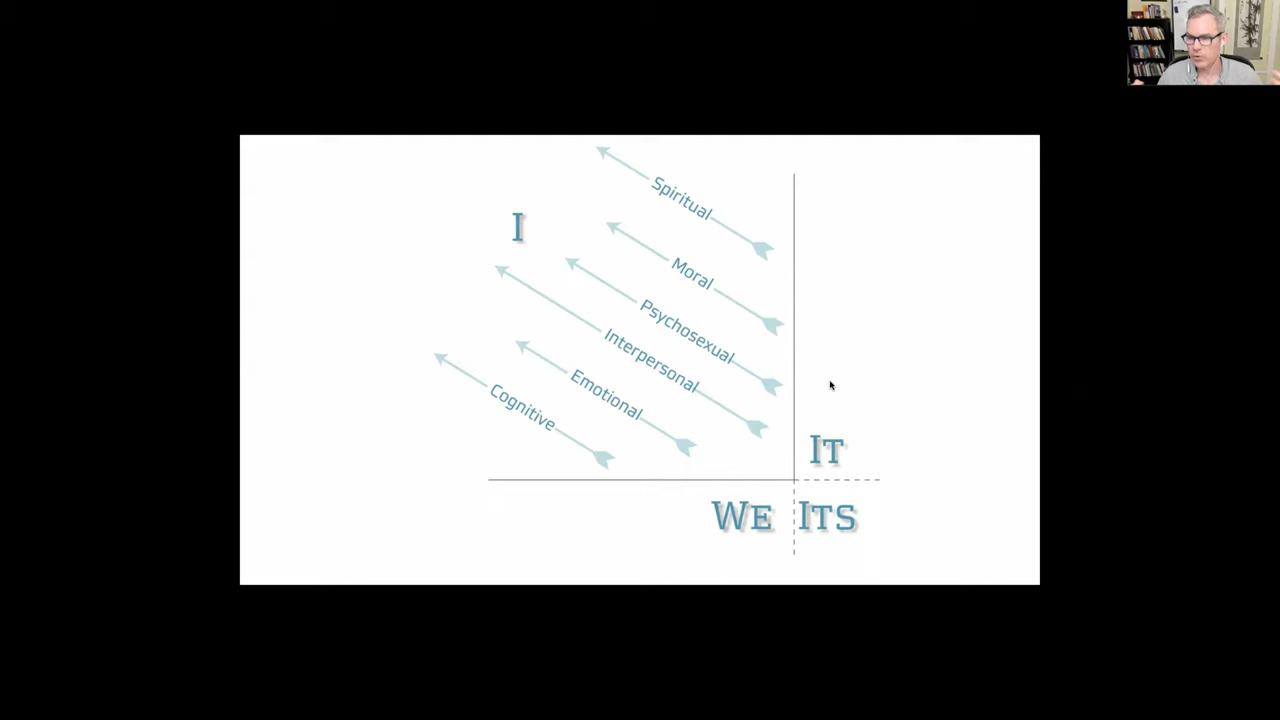 Spiritual
I
Moral
Psychosexual
Interpersonal
Emotional
Cognitive
IT
WE
ITS